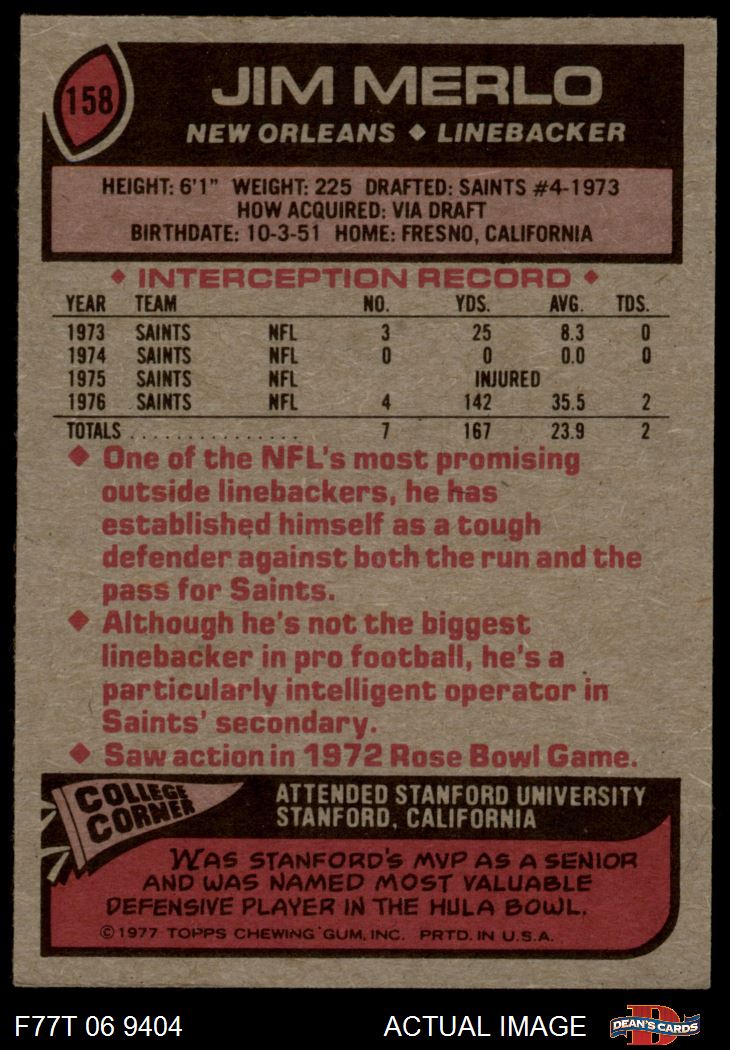 158
JIM MERLO
NEW ORLEANS ◆ LINEBACKER
HEIGHT: 6'1" WEIGHT: 225 DRAFTED: SAINTS #4-1973
HOW ACQUIRED: VIA DRAFT
BIRTHDATE: 10-3-51 HOME: FRESNO, CALIFORNIA
◆ INTERCEPTION RECORD ◆
YEAR TEAM NO. YDS. AVG. TDS.
1973 SAINTS NFL 3 25 8.3 0
1974 SAINTS NFL 0 0 0.0 0
1975 SAINTS NFL INJURED
1976 SAINTS NFL 4 142 35.5 2
TOTALS . . . . . . . . . . . . . . . 7 167 23.9 2
◆ One of the NFL's most promising
outside linebackers, he has
established himself as a tough
defender against both the run and the
pass for Saints.
◆ Although he's not the biggest
linebacker in pro football, he's a
particularly intelligent operator in
Saints' secondary.
◆ Saw action in 1972 Rose Bowl Game.
COLLEGE
CORNER
ATTENDED STANFORD UNIVERSITY
STANFORD, CALIFORNIA
WAS STANFORD'S MVP AS A SENIOR
AND WAS NAMED MOST VALUABLE
DEFENSIVE PLAYER IN THE HULA BOWL.
©1977 TOPPS CHEWING GUM, INC. PRTD. IN U.S.A.
F77T 06 9404 ACTUAL IMAGE DEAN'S CARDS